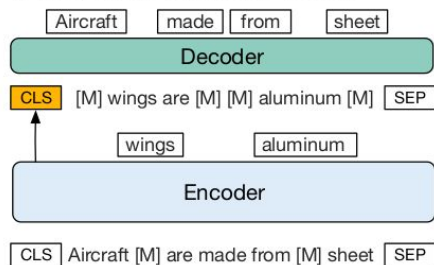 Aircraft made from sheet
Decoder
CLS [M] wings are [M] [M] aluminum [M] SEP
wings aluminum
Encoder
CLS Aircraft [M] are made from [M] sheet SEP